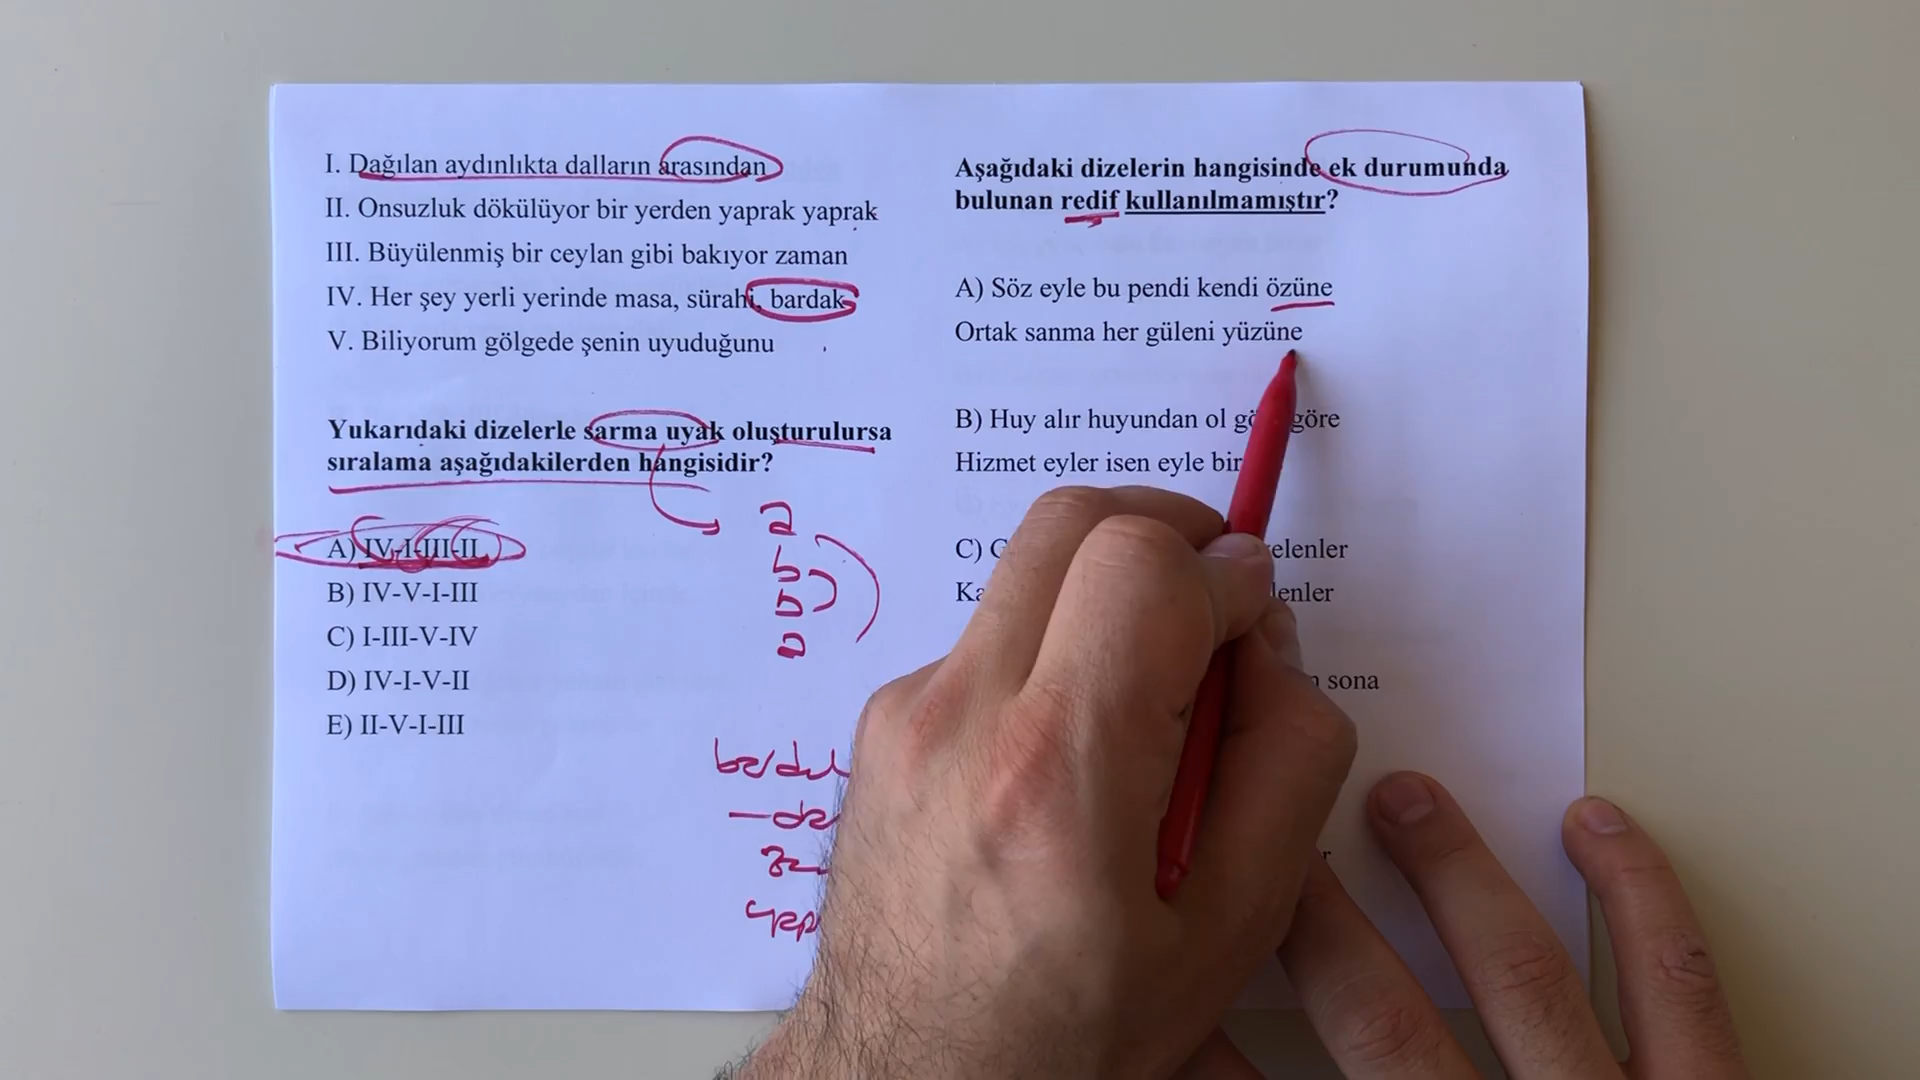 I. Dağılan aydınlıkta dalların arasından
II. Onsuzluk dökülüyor bir yerden yaprak yaprak
III. Büyülenmiş bir ceylan gibi bakıyor zaman
IV. Her şey yerli yerinde masa, sürahi, bardak
V. Biliyorum gölgede şenin uyuduğunu
Yukarıdaki dizelerle sarma uyak oluşturulursa
sıralama aşağıdakilerden hangisidir?
A) IV-I-III-II
B) IV-V-I-III
C) I-III-V-IV
D) IV-I-V-II
E) II-V-I-III
a
b
b
a
Aşağıdaki dizelerin hangisinde ek durumunda
bulunan redif kullanılmamıştır?
A) Söz eyle bu pendi kendi özüne
Ortak sanma her güleni yüzüne
B) Huy alır huyundan ol göre
Hizmet eyler isen eyle bir
C)
sona